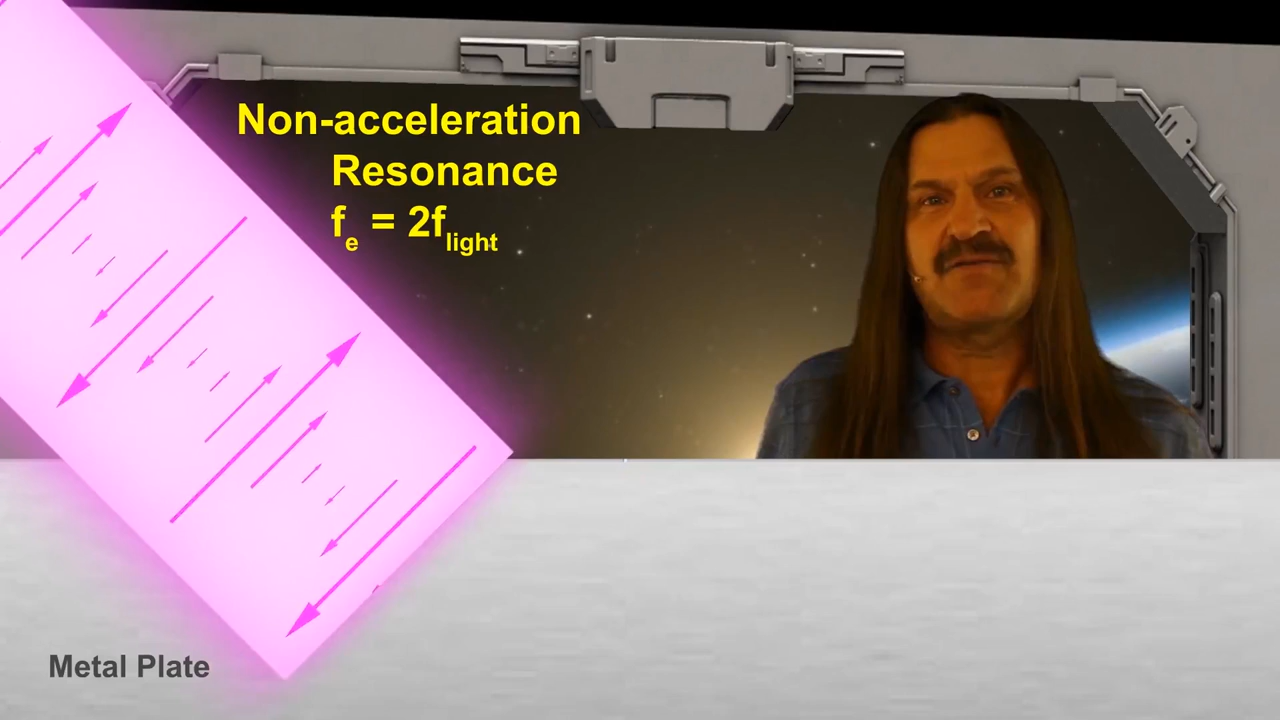 Non-acceleration
Resonance
fe = 2flight
Metal Plate